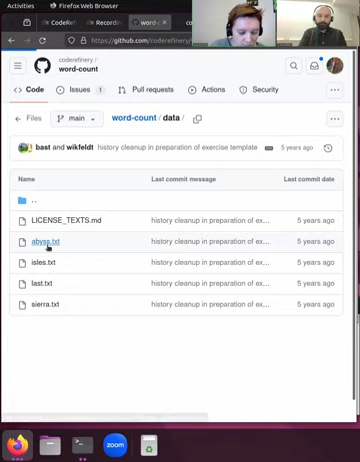 Activities
Firefox Web Browser
CodeRefi
Recordin
word-c
co
https://github.com/coderefinery/
coderefinery /
word-count
Code
Issues 1
Pull requests
Actions
Security
Files
main
word-count / data /
bast and wikfeldt history cleanup in preparation of exercise template
5 years ago
Name
Last commit message
Last commit date
..
LICENSE_TEXTS.md
history cleanup in preparation of ex...
5 years ago
abyss.txt
history cleanup in preparation of ex...
5 years ago
isles.txt
history cleanup in preparation of ex...
5 years ago
last.txt
history cleanup in preparation of ex...
5 years ago
sierra.txt
history cleanup in preparation of ex...
5 years ago
zoom